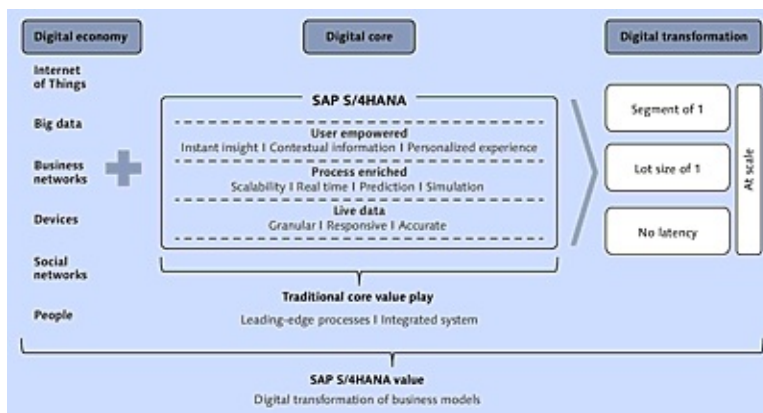 Digital economy
Digital core
Digital transformation
Internet
of Things
Big data
Business
networks
Devices
Social
networks
People
SAP S/4HANA
User empowered
Instant insight I Contextual information I Personalized experience
Process enriched
Scalability I Real time I Prediction I Simulation
Live data
Granular I Responsive I Accurate
Segment of 1
Lot size of 1
No latency
At scale
Traditional core value play
Leading-edge processes I Integrated system
SAP S/4HANA value
Digital transformation of business models